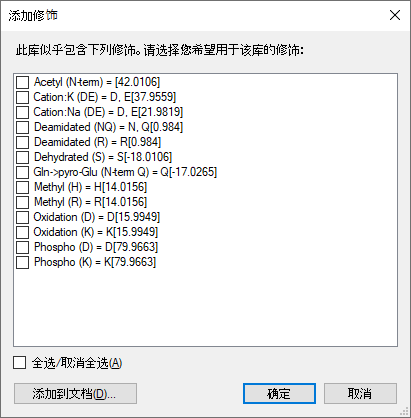 添加修饰
此库似乎包含下列修饰。请选择您希望用于该库的修饰:
Acetyl (N-term) = [42.0106]
Cation:K (DE) = D, E[37.9559]
Cation:Na (DE) = D, E[21.9819]
Deamidated (NQ) = N, Q[0.984]
Deamidated (R) = R[0.984]
Dehydrated (S) = S[-18.0106]
Gln->pyro-Glu (N-term Q) = Q[-17.0265]
Methyl (H) = H[14.0156]
Methyl (R) = R[14.0156]
Oxidation (D) = D[15.9949]
Oxidation (K) = K[15.9949]
Phospho (D) = D[79.9663]
Phospho (K) = K[79.9663]
全选/取消全选(A)
添加到文档(D)... 确定 取消